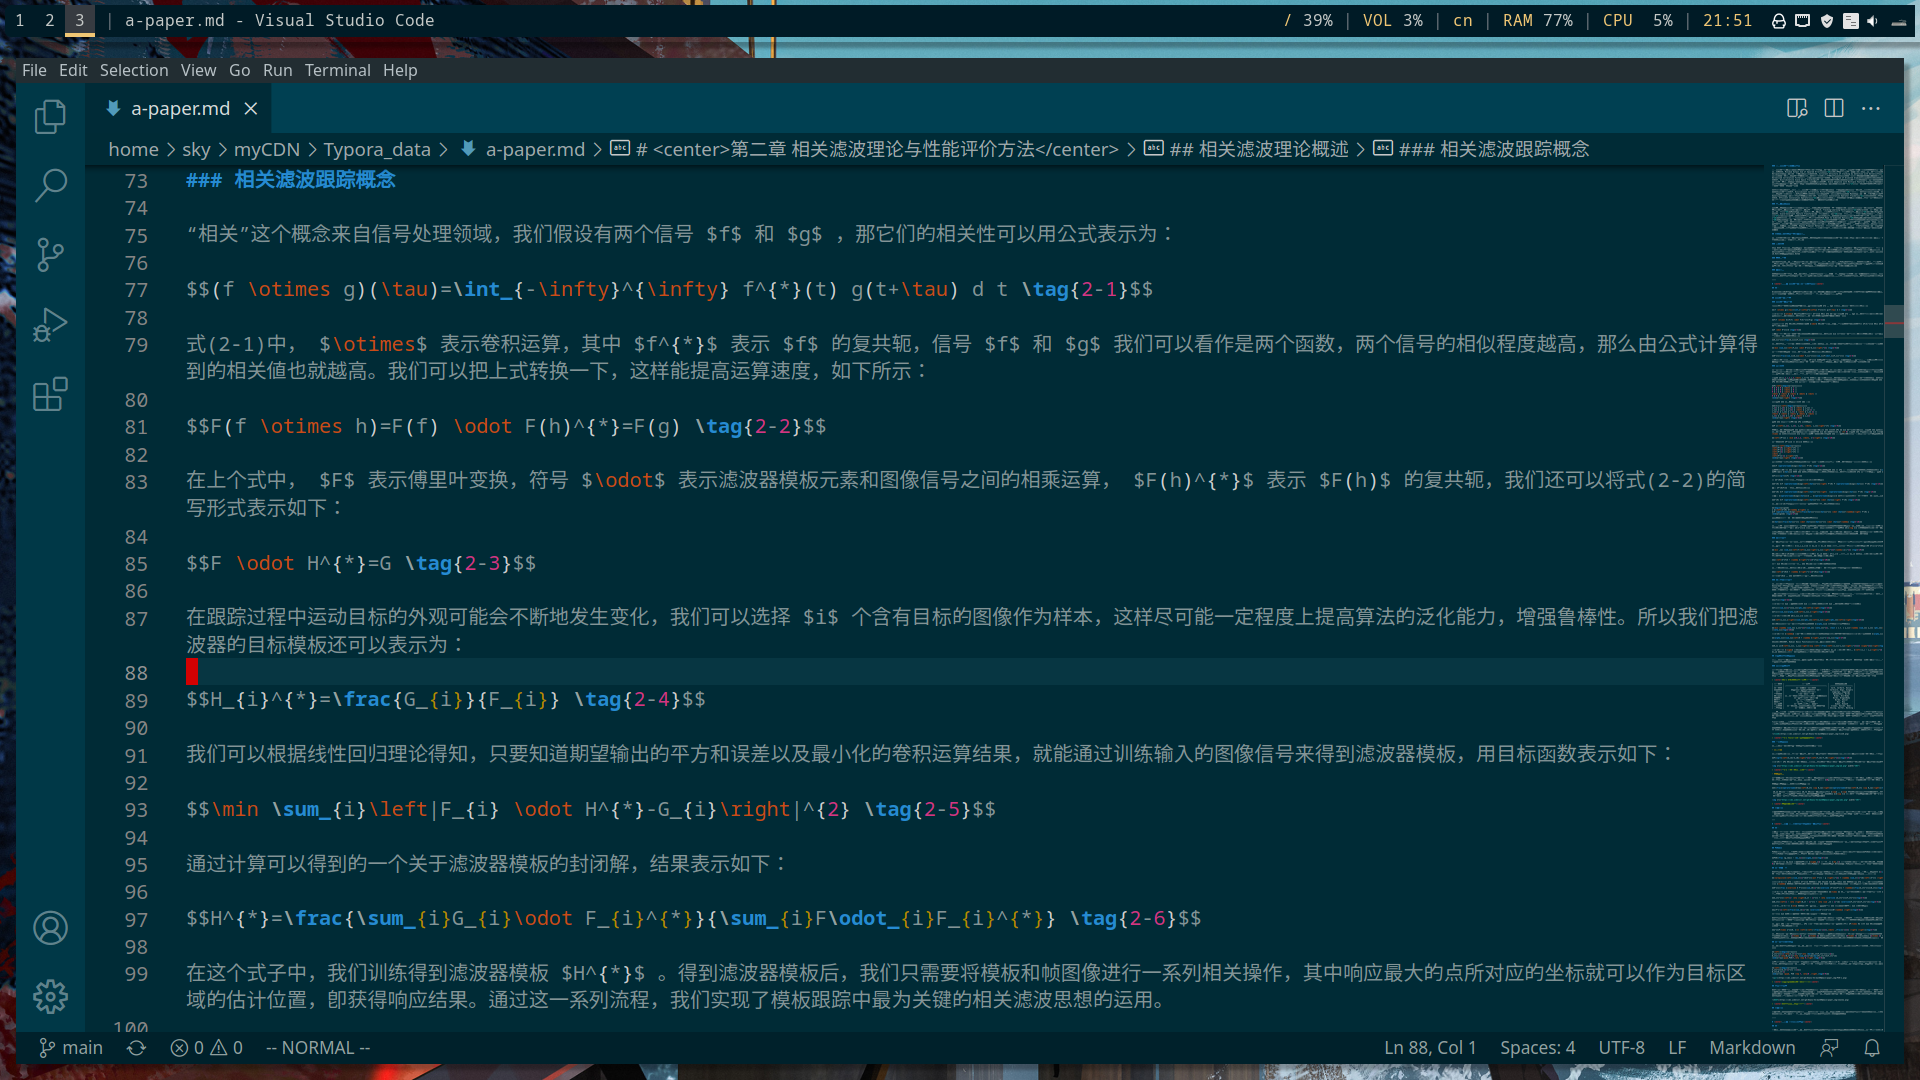 1 2 3 | a-paper.md - Visual Studio Code
/ 39% | VOL 3% | cn | RAM 77% | CPU 5% | 21:51
File Edit Selection View Go Run Terminal Help
a-paper.md
home > sky > myCDN > Typora_data > a-paper.md > # <center>第二章 相关滤波理论与性能评价方法</center> > ## 相关滤波理论概述 > ### 相关滤波跟踪概念
73 ### 相关滤波跟踪概念
74
75 “相关”这个概念来自信号处理领域，我们假设有两个信号 $f$ 和 $g$ ，那它们的相关性可以用公式表示为：
76
77 $$(f \otimes g)(\tau)=\int_{-\infty}^{\infty} f^{*}(t) g(t+\tau) d t \tag{2-1}$$
78
79 式(2-1)中， $\otimes$ 表示卷积运算，其中 $f^{*}$ 表示 $f$ 的复共轭，信号 $f$ 和 $g$ 我们可以看作是两个函数，两个信号的相似程度越高，那么由公式计算得
到的相关值也就越高。我们可以把上式转换一下，这样能提高运算速度，如下所示：
80
81 $$F(f \otimes h)=F(f) \odot F(h)^{*}=F(g) \tag{2-2}$$
82
83 在上个式中， $F$ 表示傅里叶变换，符号 $\odot$ 表示滤波器模板元素和图像信号之间的相乘运算， $F(h)^{*}$ 表示 $F(h)$ 的复共轭，我们还可以将式(2-2)的简
写形式表示如下：
84
85 $$F \odot H^{*}=G \tag{2-3}$$
86
87 在跟踪过程中运动目标的外观可能会不断地发生变化，我们可以选择 $i$ 个含有目标的图像作为样本，这样尽可能一定程度上提高算法的泛化能力，增强鲁棒性。所以我们把滤
波器的目标模板还可以表示为：
88
89 $$H_{i}^{*}=\frac{G_{i}}{F_{i}} \tag{2-4}$$
90
91 我们可以根据线性回归理论得知，只要知道期望输出的平方和误差以及最小化的卷积运算结果，就能通过训练输入的图像信号来得到滤波器模板，用目标函数表示如下：
92
93 $$\min \sum_{i}\left|F_{i} \odot H^{*}-G_{i}\right|^{2} \tag{2-5}$$
94
95 通过计算可以得到的一个关于滤波器模板的封闭解，结果表示如下：
96
97 $$H^{*}=\frac{\sum_{i}G_{i}\odot F_{i}^{*}}{\sum_{i}F\odot_{i}F_{i}^{*}} \tag{2-6}$$
98
99 在这个式子中，我们训练得到滤波器模板 $H^{*}$ 。得到滤波器模板后，我们只需要将模板和帧图像进行一系列相关操作，其中响应最大的点所对应的坐标就可以作为目标区
域的估计位置，即获得响应结果。通过这一系列流程，我们实现了模板跟踪中最为关键的相关滤波思想的运用。
100
main 0 0 -- NORMAL -- Ln 88, Col 1 Spaces: 4 UTF-8 LF Markdown